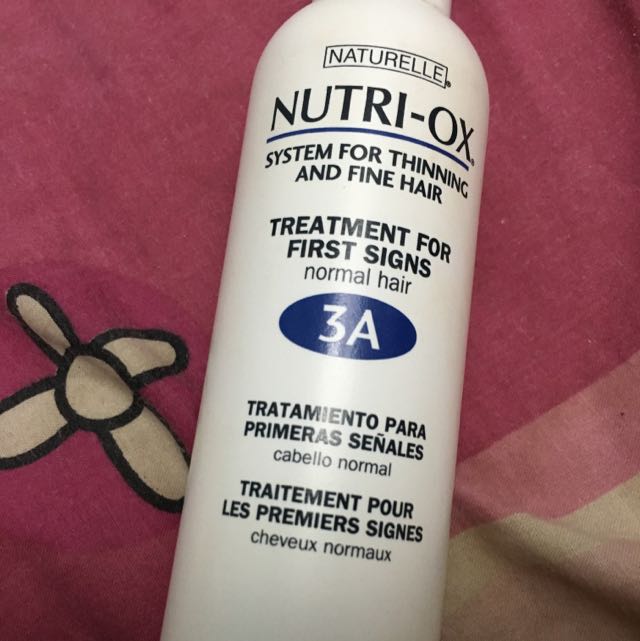 NATURELLE®
NUTRI-OX®
SYSTEM FOR THINNING
AND FINE HAIR
TREATMENT FOR
FIRST SIGNS
normal hair
3A
TRATAMIENTO PARA
PRIMERAS SEÑALES
cabello normal
TRAITEMENT POUR
LES PREMIERS SIGNES
cheveux normaux